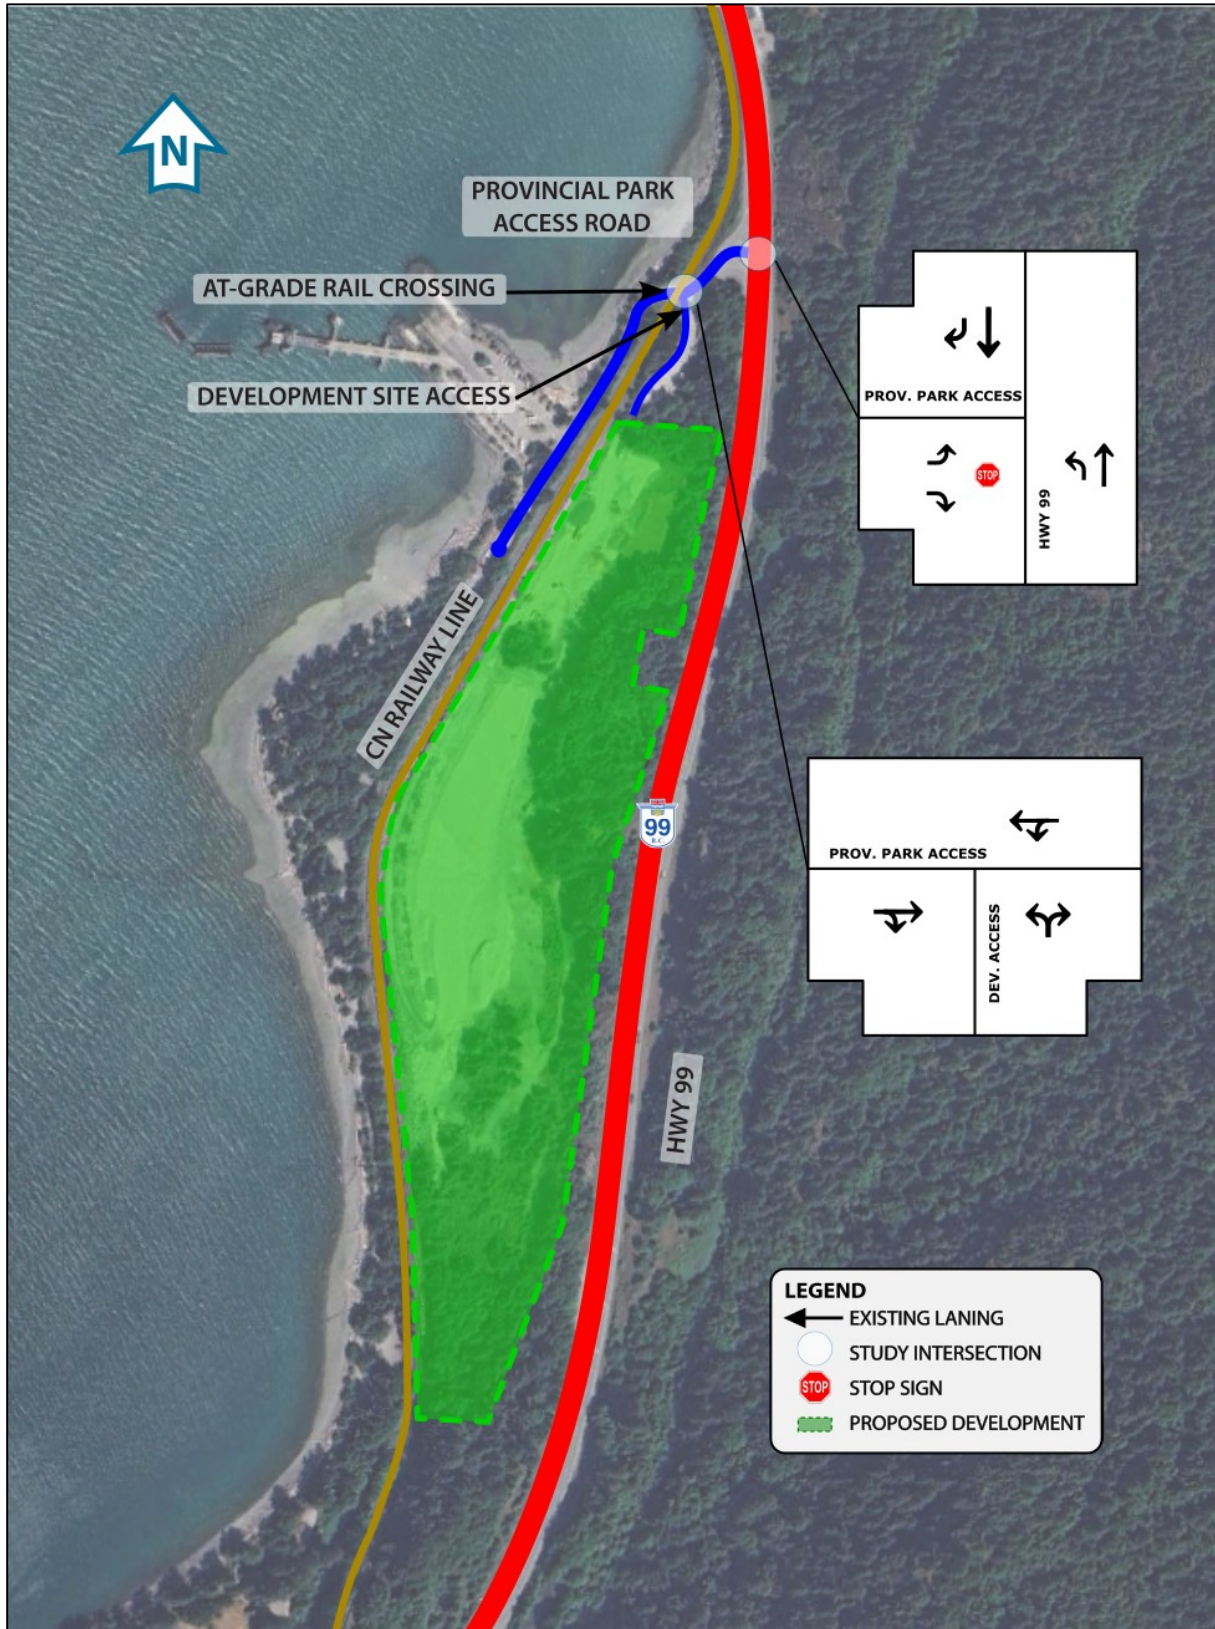 N
PROVINCIAL PARK
ACCESS ROAD
AT-GRADE RAIL CROSSING
DEVELOPMENT SITE ACCESS
PROV. PARK ACCESS
STOP
HWY 99
CN RAILWAY LINE
99
B.C.
PROV. PARK ACCESS
DEV. ACCESS
HWY 99
LEGEND
EXISTING LANING
STUDY INTERSECTION
STOP
STOP SIGN
PROPOSED DEVELOPMENT